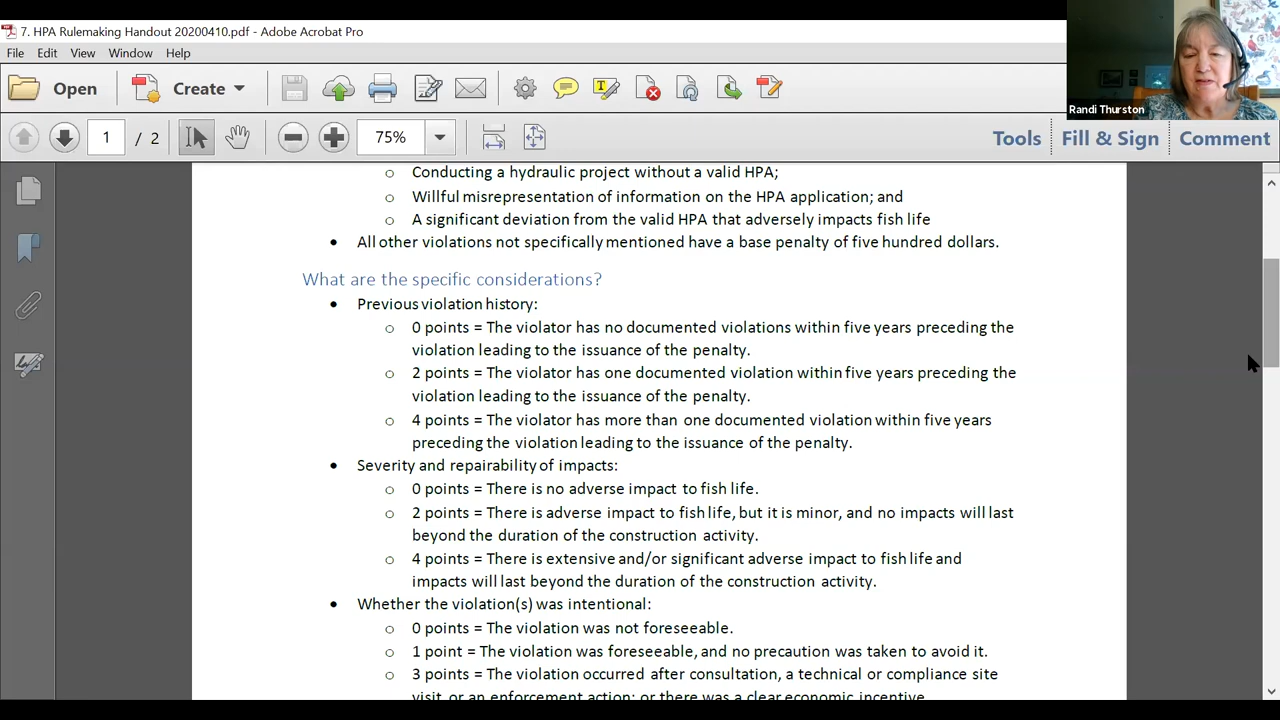 7. HPA Rulemaking Handout 20200410.pdf - Adobe Acrobat Pro
File Edit View Window Help
Open Create
1 / 2 75% Tools Fill & Sign Comment
Randi Thurston
o Conducting a hydraulic project without a valid HPA;
o Willful misrepresentation of information on the HPA application; and
o A significant deviation from the valid HPA that adversely impacts fish life
• All other violations not specifically mentioned have a base penalty of five hundred dollars.
What are the specific considerations?
• Previous violation history:
o 0 points = The violator has no documented violations within five years preceding the
violation leading to the issuance of the penalty.
o 2 points = The violator has one documented violation within five years preceding the
violation leading to the issuance of the penalty.
o 4 points = The violator has more than one documented violation within five years
preceding the violation leading to the issuance of the penalty.
• Severity and repairability of impacts:
o 0 points = There is no adverse impact to fish life.
o 2 points = There is adverse impact to fish life, but it is minor, and no impacts will last
beyond the duration of the construction activity.
o 4 points = There is extensive and/or significant adverse impact to fish life and
impacts will last beyond the duration of the construction activity.
• Whether the violation(s) was intentional:
o 0 points = The violation was not foreseeable.
o 1 point = The violation was foreseeable, and no precaution was taken to avoid it.
o 3 points = The violation occurred after consultation, a technical or compliance site
visit, or an enforcement action; or there was a clear economic incentive.